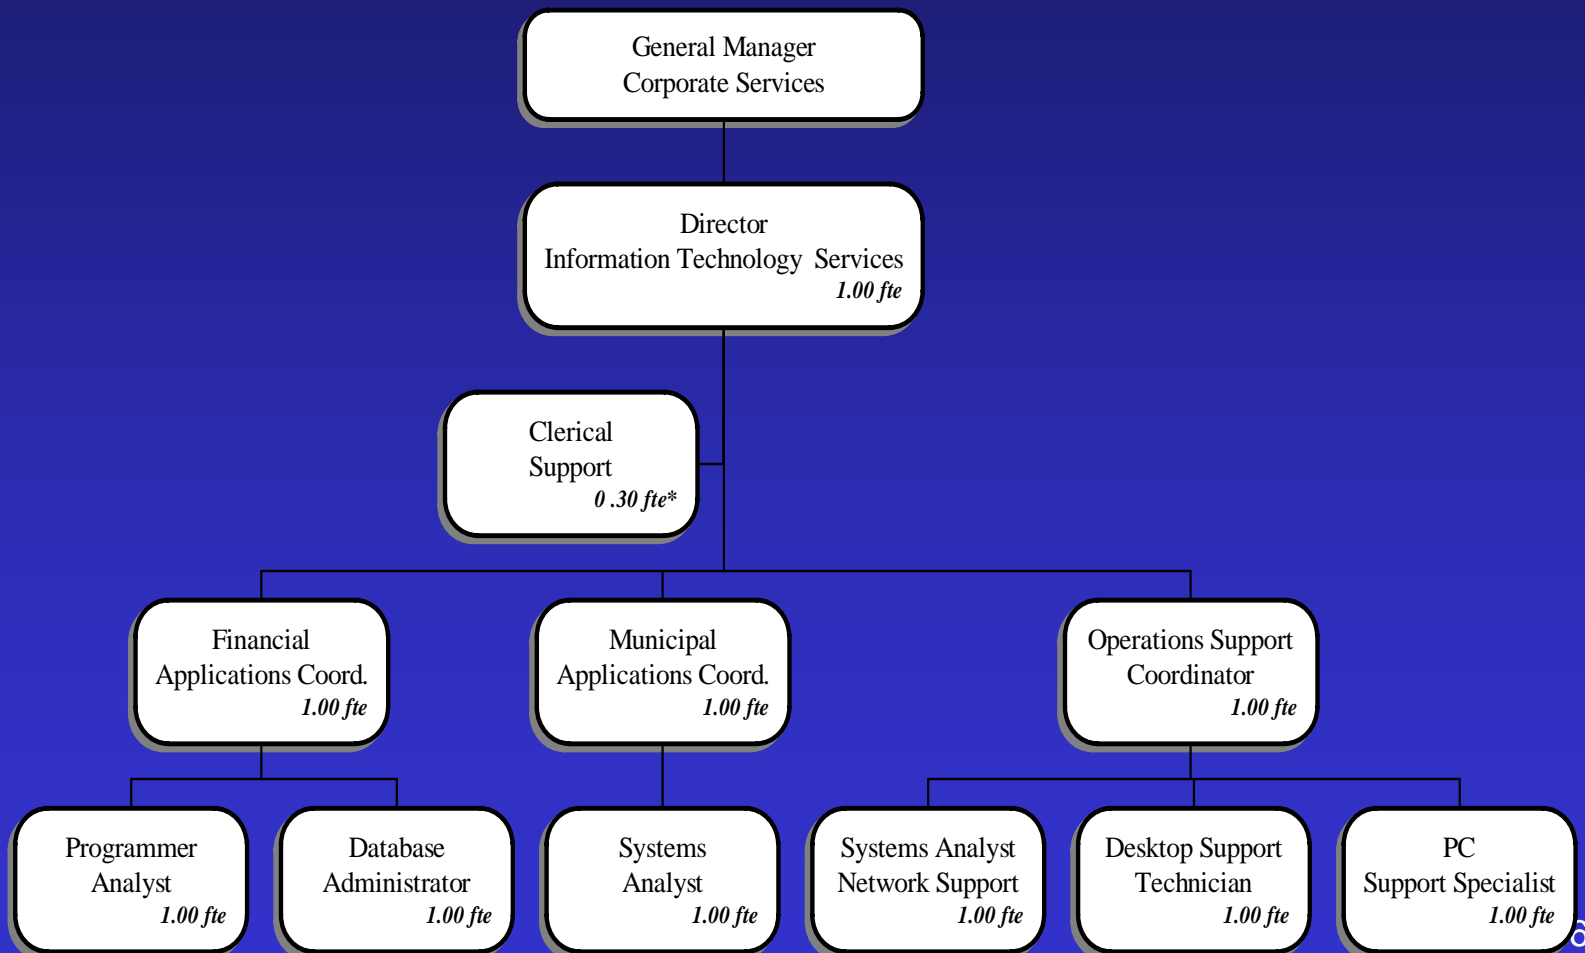 General Manager
Corporate Services
Director
Information Technology Services
1.00 fte
Clerical
Support
0 .30 fte*
Financial
Applications Coord.
1.00 fte
Municipal
Applications Coord.
1.00 fte
Operations Support
Coordinator
1.00 fte
Programmer
Analyst
1.00 fte
Database
Administrator
1.00 fte
Systems
Analyst
1.00 fte
Systems Analyst
Network Support
1.00 fte
Desktop Support
Technician
1.00 fte
PC
Support Specialist
1.00 fte